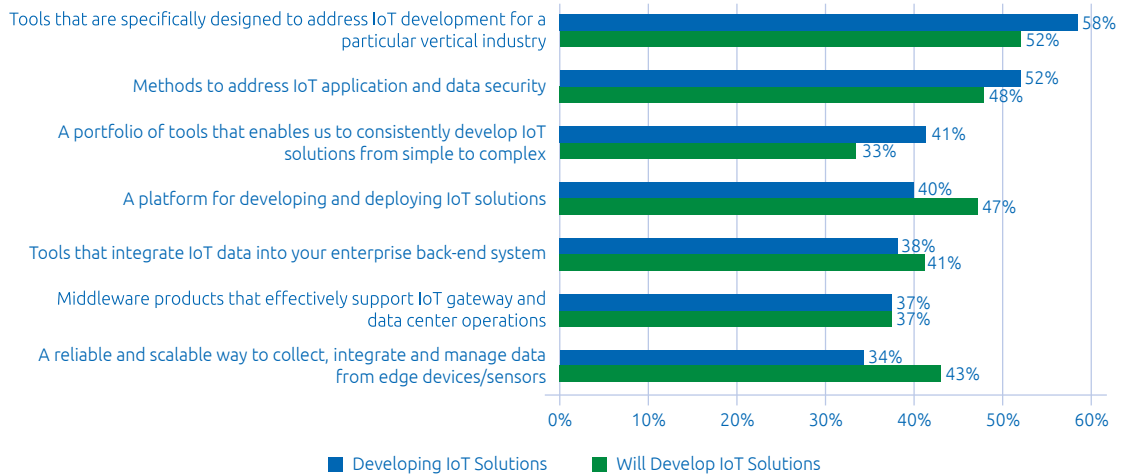 Tools that are specifically designed to address IoT development for a
particular vertical industry
58%
52%
Methods to address IoT application and data security
52%
48%
A portfolio of tools that enables us to consistently develop IoT
solutions from simple to complex
41%
33%
A platform for developing and deploying IoT solutions
40%
47%
Tools that integrate IoT data into your enterprise back-end system
38%
41%
Middleware products that effectively support IoT gateway and
data center operations
37%
37%
A reliable and scalable way to collect, integrate and manage data
from edge devices/sensors
34%
43%
0% 10% 20% 30% 40% 50% 60%
Developing IoT Solutions Will Develop IoT Solutions